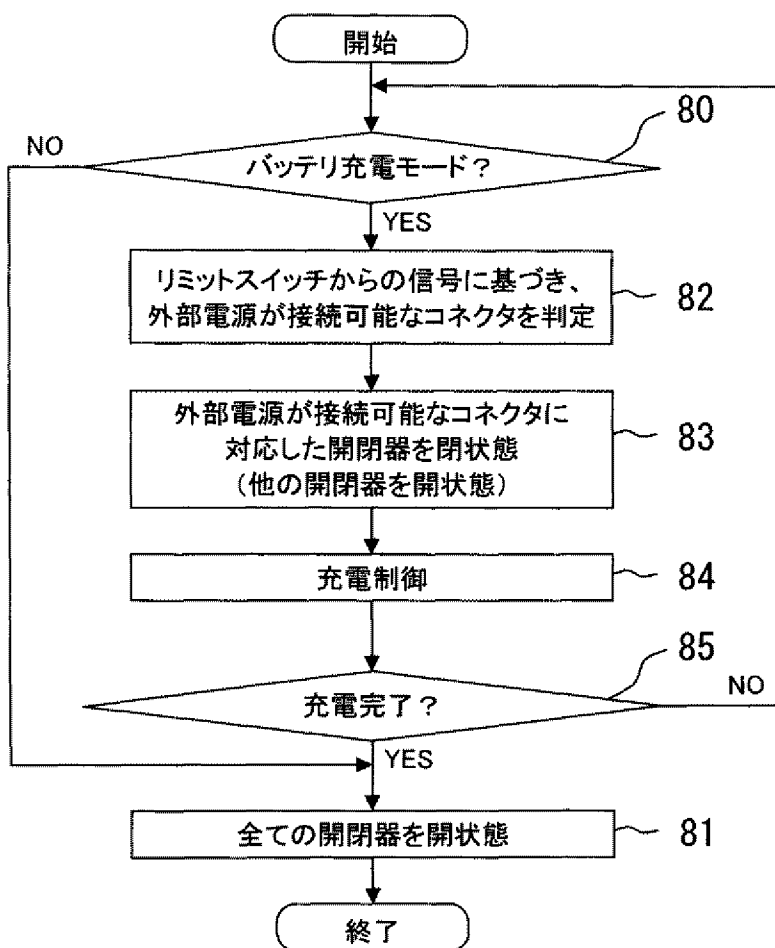 開始
80
NO
バッテリ充電モード?
YES
リミットスイッチからの信号に基づき、
外部電源が接続可能なコネクタを判定
82
外部電源が接続可能なコネクタに
対応した開閉器を閉状態
(他の開閉器を開状態)
83
充電制御
84
85
充電完了?
NO
YES
全ての開閉器を開状態
81
終了